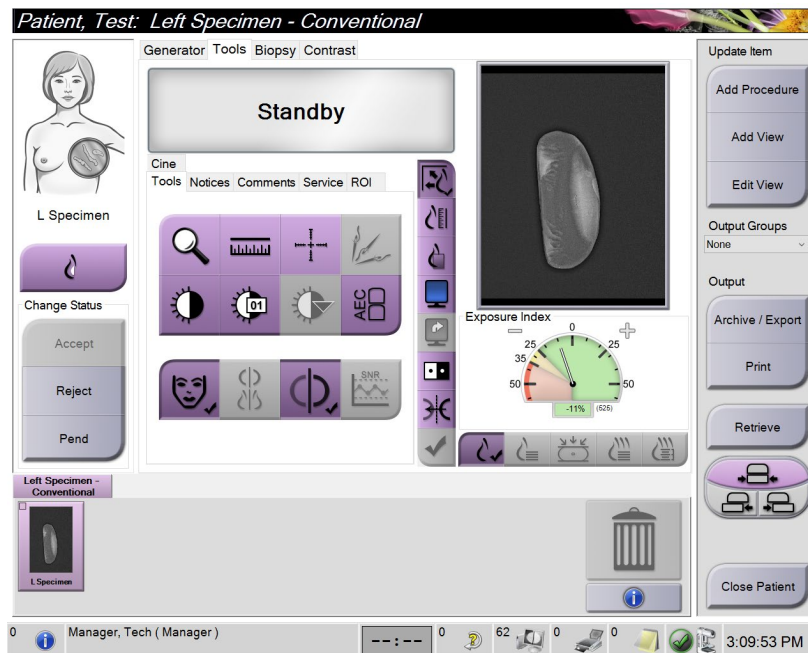 Patient, Test: Left Specimen - Conventional
Generator Tools Biopsy Contrast
Standby
Cine
Tools Notices Comments Service ROI
01
AEC
SNR
L Specimen
Change Status
Accept
Reject
Pend
Exposure Index
0
25 25
35
50 50
-11% (525)
Update Item
Add Procedure
Add View
Edit View
Output Groups
None
Output
Archive / Export
Print
Retrieve
Close Patient
Left Specimen -
Conventional
L Specimen
0 Manager, Tech ( Manager ) --:-- 0 62 0 0 3:09:53 PM